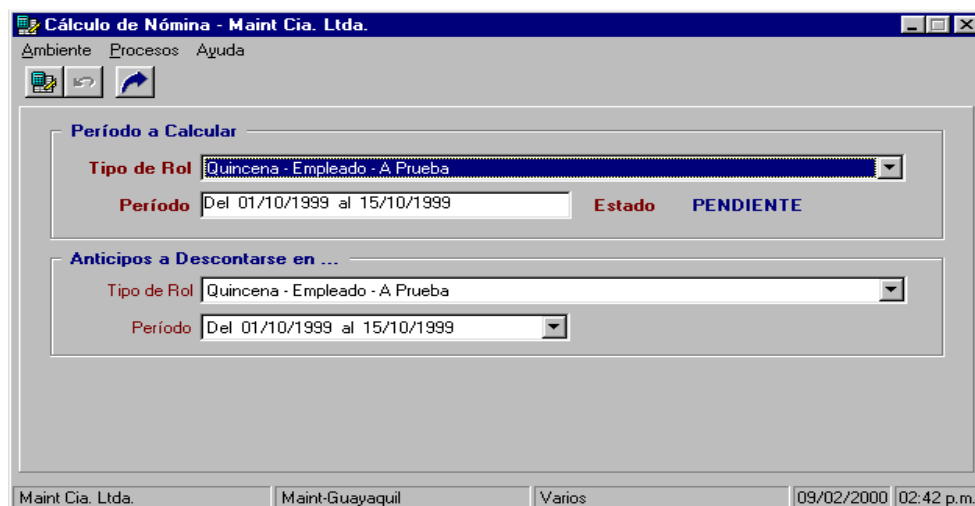 Cálculo de Nómina - Maint Cia. Ltda.
Ambiente Procesos Ayuda
Período a Calcular
Tipo de Rol Quincena - Empleado - A Prueba
Período Del 01/10/1999 al 15/10/1999 Estado PENDIENTE
Anticipos a Descontarse en ...
Tipo de Rol Quincena - Empleado - A Prueba
Período Del 01/10/1999 al 15/10/1999
Maint Cia. Ltda. Maint-Guayaquil Varios 09/02/2000 02:42 p.m.